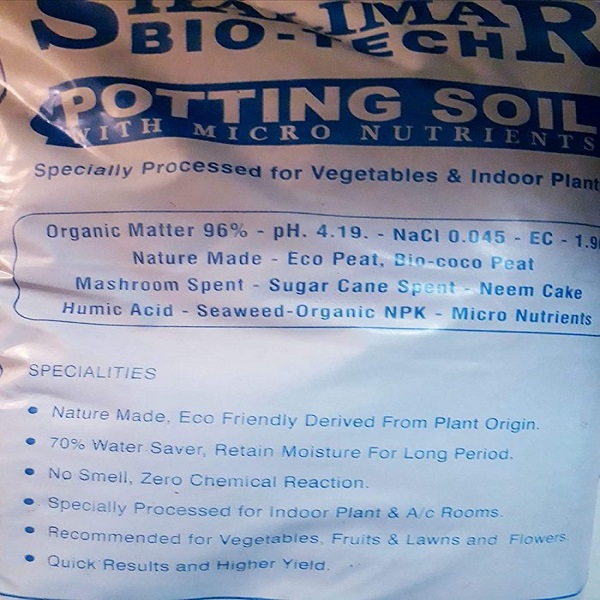 SHALIMAR
BIO-TECH
POTTING SOIL
WITH MICRO NUTRIENTS
Specially Processed for Vegetables & Indoor Plant
Organic Matter 96% - pH. 4.19. - NaCl 0.045 - EC - 1.9
Nature Made - Eco Peat, Bio-coco Peat
Mashroom Spent - Sugar Cane Spent - Neem Cake
Humic Acid - Seaweed-Organic NPK - Micro Nutrients
SPECIALITIES
• Nature Made, Eco Friendly Derived From Plant Origin.
• 70% Water Saver, Retain Moisture For Long Period.
• No Smell, Zero Chemical Reaction.
• Specially Processed for Indoor Plant & A/c Rooms.
• Recommended for Vegetables, Fruits & Lawns and Flowers.
• Quick Results and Higher Yield.